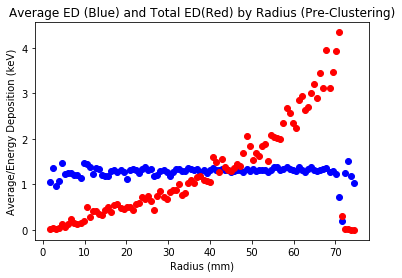 Average ED (Blue) and Total ED(Red) by Radius (Pre-Clustering)
Average/Energy Deposition (keV)
4
3
2
1
0
0 10 20 30 40 50 60 70
Radius (mm)